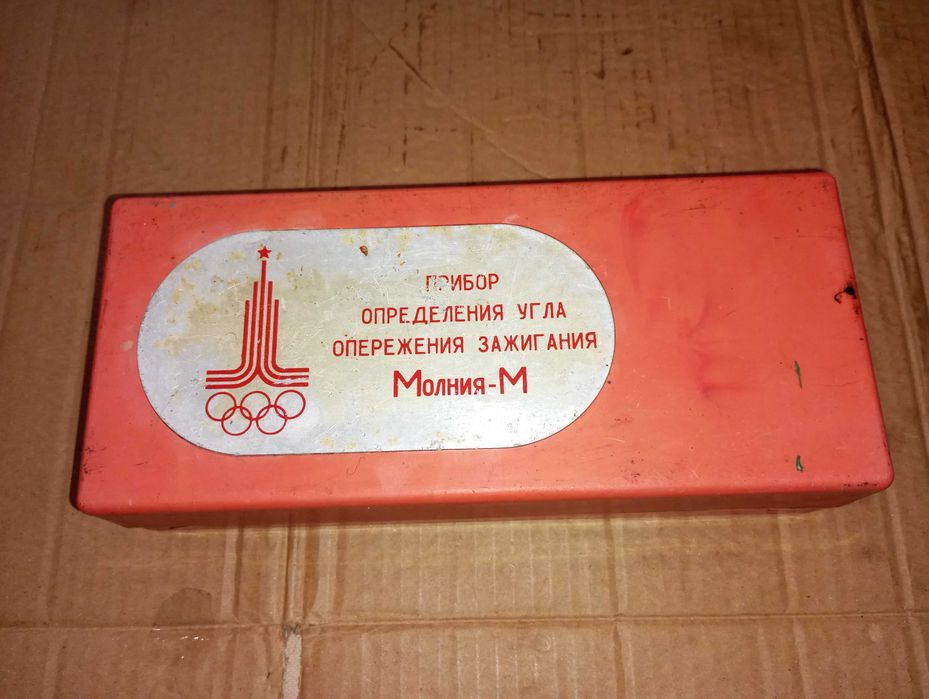 ПРИБОР
ОПРЕДЕЛЕНИЯ УГЛА
ОПЕРЕЖЕНИЯ ЗАЖИГАНИЯ
Молния-М